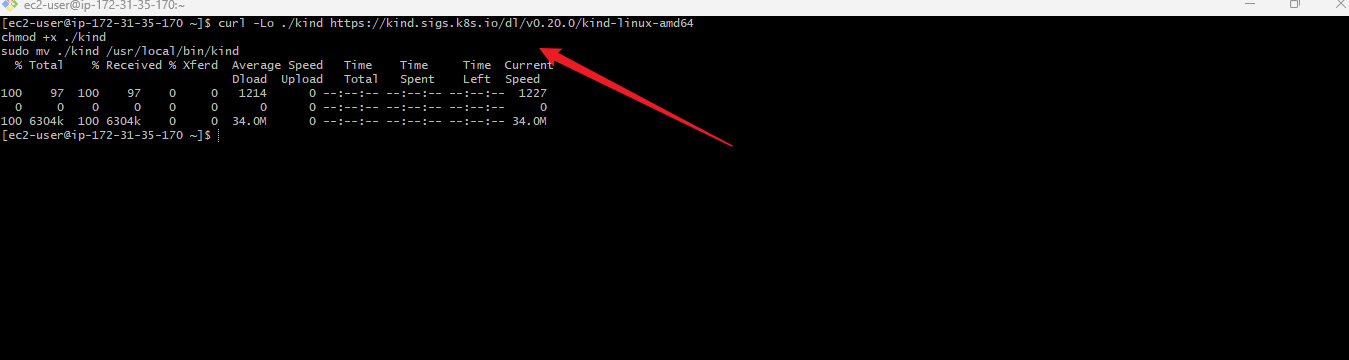 ec2-user@ip-172-31-35-170:~
[ec2-user@ip-172-31-35-170 ~]$ curl -Lo ./kind https://kind.sigs.k8s.io/dl/v0.20.0/kind-linux-amd64
chmod +x ./kind
sudo mv ./kind /usr/local/bin/kind
  % Total    % Received % Xferd  Average Speed   Time    Time     Time  Current
                                 Dload  Upload   Total   Spent    Left  Speed
100    97  100    97    0     0   1214      0 --:--:-- --:--:-- --:--:--  1227
  0     0    0     0    0     0      0      0 --:--:-- --:--:-- --:--:--     0
100 6304k  100 6304k    0     0  34.0M      0 --:--:-- --:--:-- --:--:-- 34.0M
[ec2-user@ip-172-31-35-170 ~]$